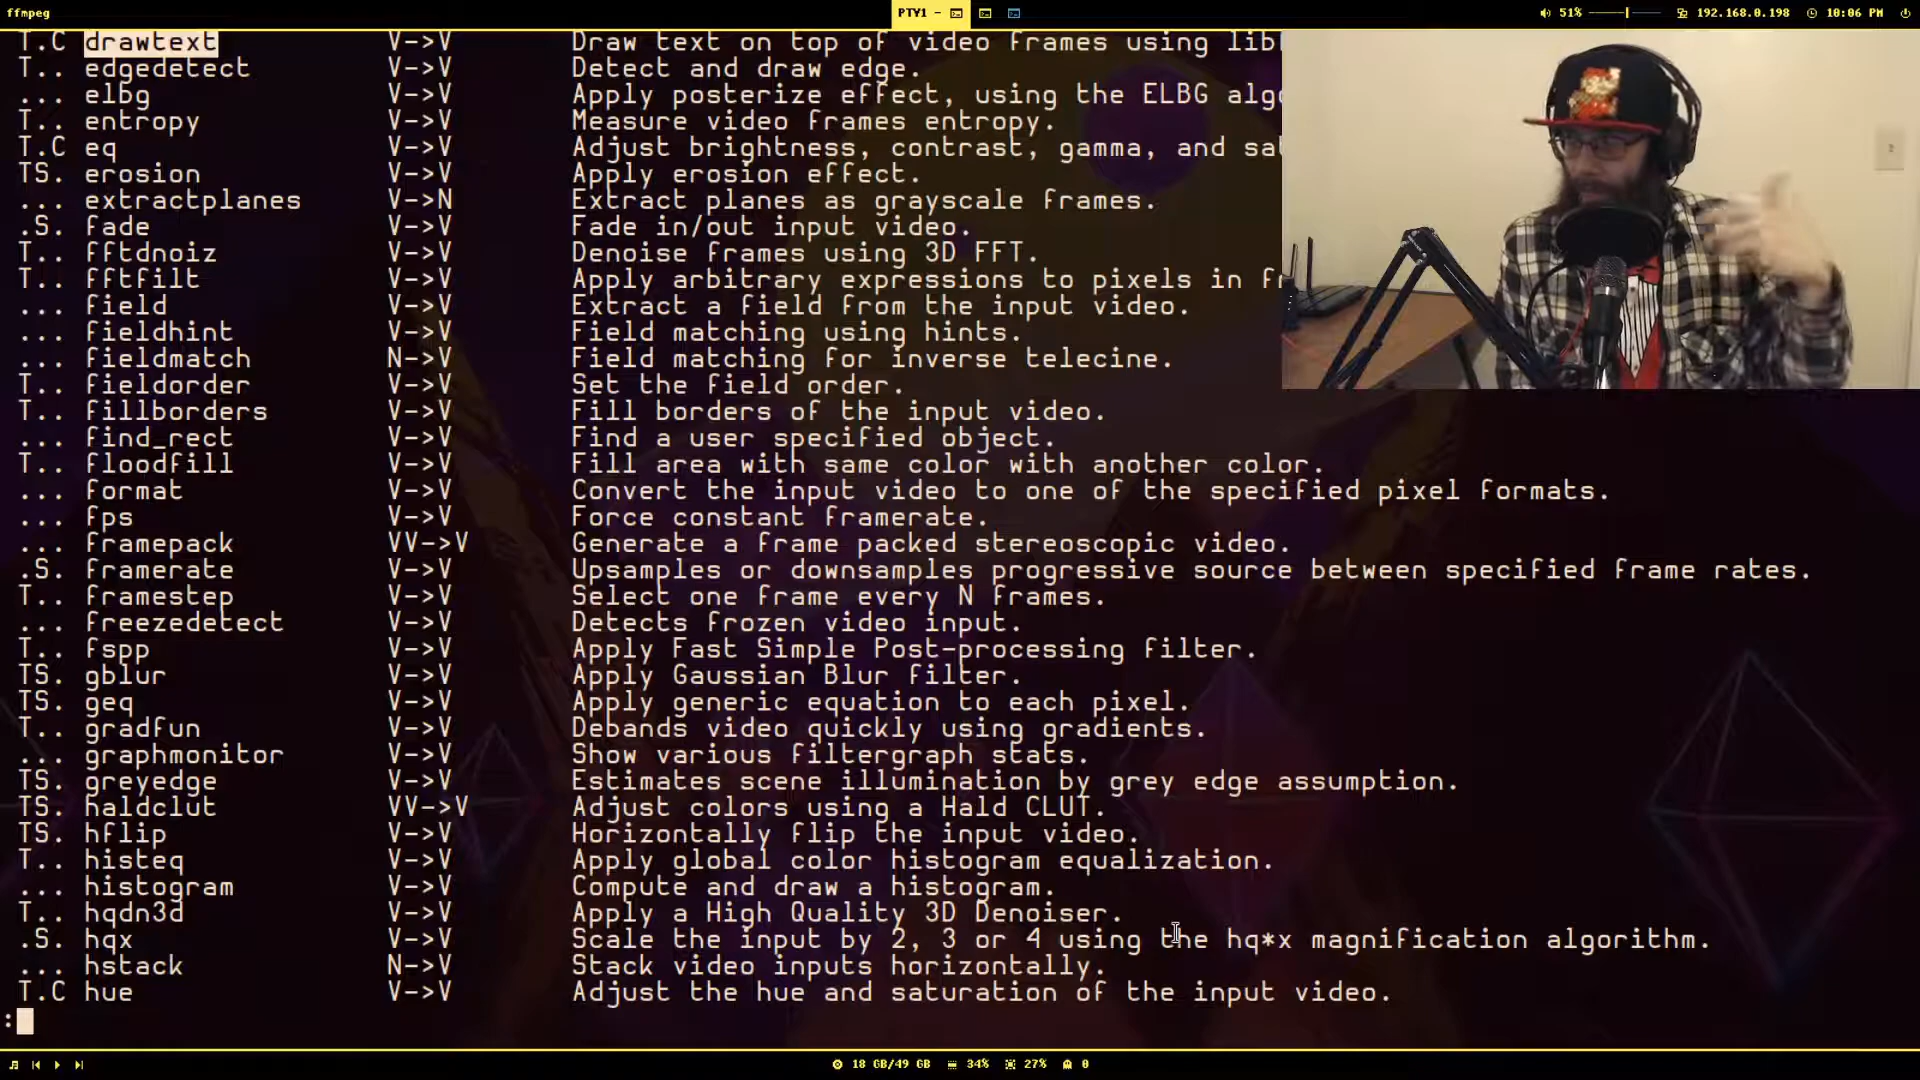 ffmpeg
PTY1 -
51%
192.168.0.198
10:06 PM
T.C drawtext V->V Draw text on top of video frames using
T.. edgedetect V->V Detect and draw edge.
... elbg V->V Apply posterize effect, using the ELBG
T.. entropy V->V Measure video frames entropy.
T.C eq V->V Adjust brightness, contrast, gamma, and
TS. erosion V->V Apply erosion effect.
... extractplanes V->N Extract planes as grayscale frames.
.S. fade V->V Fade in/out input video.
T.. fftdnoiz V->V Denoise frames using 3D FFT.
T.. fftfilt V->V Apply arbitrary expressions to pixels in
... field V->V Extract a field from the input video.
... fieldhint V->V Field matching using hints.
... fieldmatch N->V Field matching for inverse telecine.
T.. fieldorder V->V Set the field order.
T.. fillborders V->V Fill borders of the input video.
... find_rect V->V Find a user specified object.
T.. floodfill V->V Fill area with same color with another color.
... format V->V Convert the input video to one of the specified pixel formats.
... fps V->V Force constant framerate.
... framepack VV->V Generate a frame packed stereoscopic video.
.S. framerate V->V Upsamples or downsamples progressive source between specified frame rates.
T.. framestep V->V Select one frame every N frames.
... freezedetect V->V Detects frozen video input.
T.. fspp V->V Apply Fast Simple Post-processing filter.
TS. gblur V->V Apply Gaussian Blur filter.
TS. geq V->V Apply generic equation to each pixel.
T.. gradfun V->V Debands video quickly using gradients.
... graphmonitor V->V Show various filtergraph stats.
TS. greyedge V->V Estimates scene illumination by grey edge assumption.
TS. haldclut VV->V Adjust colors using a Hald CLUT.
TS. hflip V->V Horizontally flip the input video.
T.. histeq V->V Apply global color histogram equalization.
... histogram V->V Compute and draw a histogram.
T.. hqdn3d V->V Apply a High Quality 3D Denoiser.
.S. hqx V->V Scale the input by 2, 3 or 4 using the hq*x magnification algorithm.
... hstack N->V Stack video inputs horizontally.
T.C hue V->V Adjust the hue and saturation of the input video.
:
18 GB/49 GB
34%
27%
0